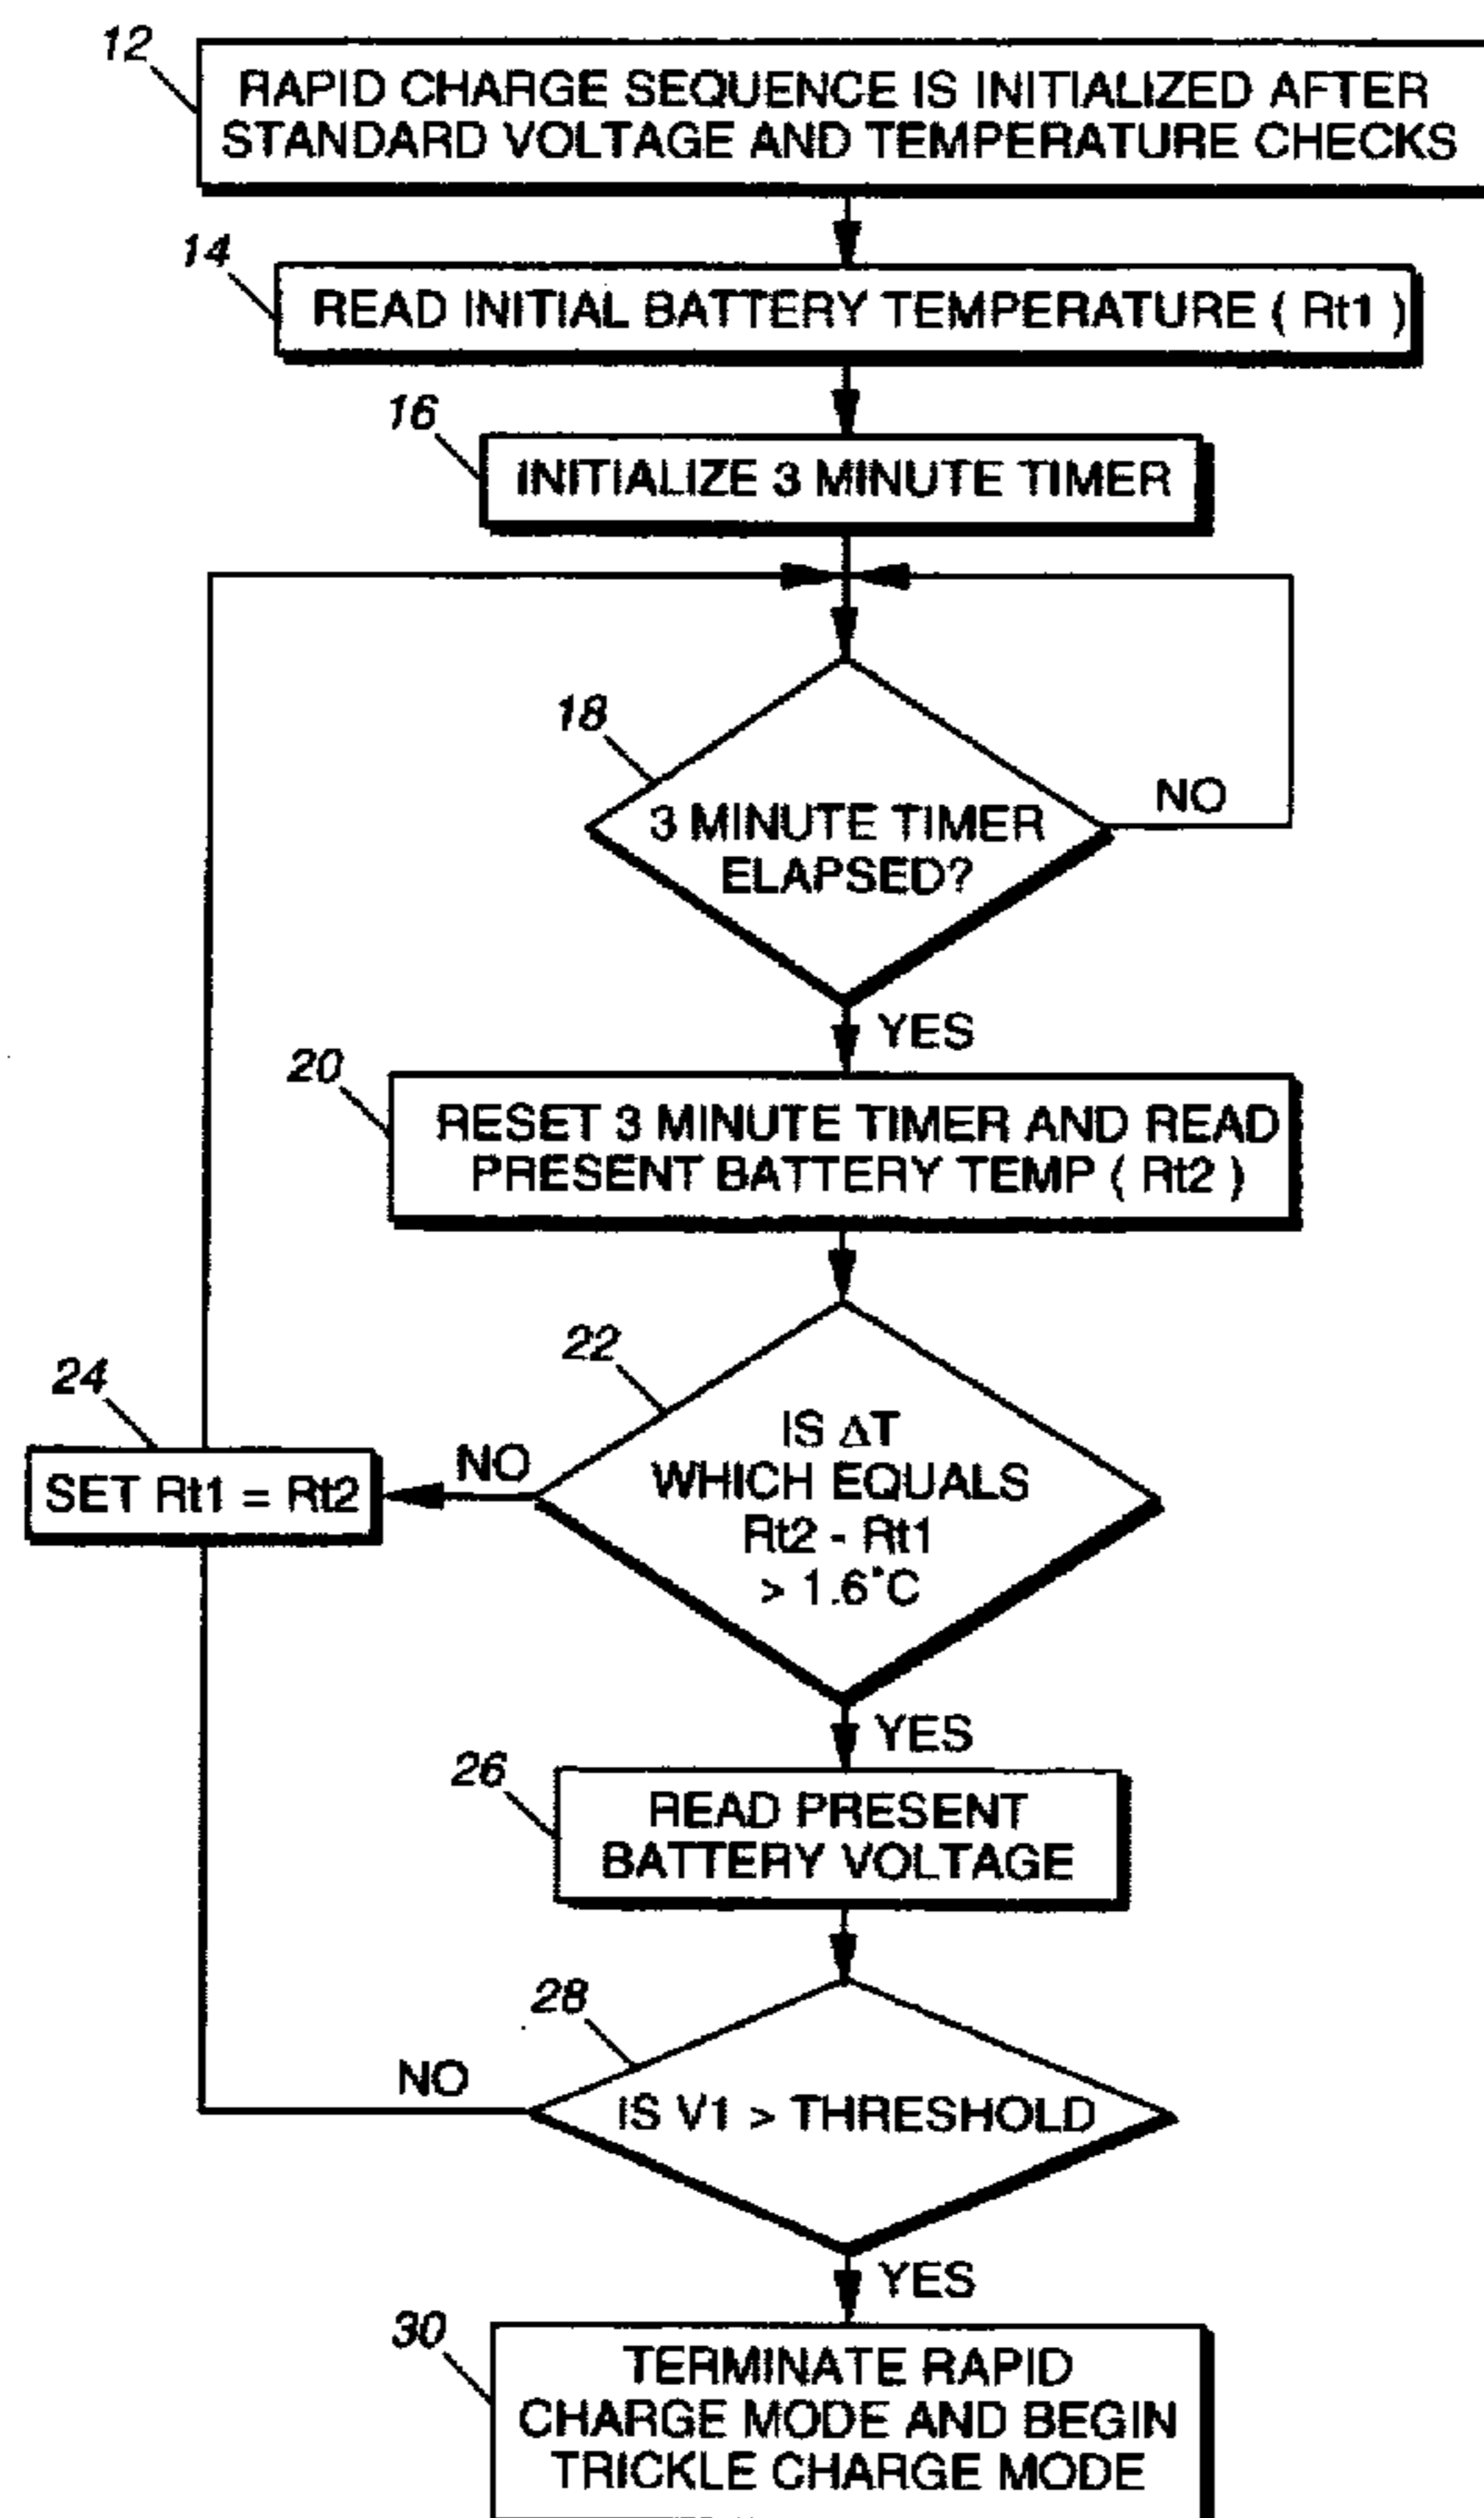 12
RAPID CHARGE SEQUENCE IS INITIALIZED AFTER
STANDARD VOLTAGE AND TEMPERATURE CHECKS
14
READ INITIAL BATTERY TEMPERATURE ( Rt1 )
16
INITIALIZE 3 MINUTE TIMER
18
3 MINUTE TIMER
ELAPSED?
NO
YES
20
RESET 3 MINUTE TIMER AND READ
PRESENT BATTERY TEMP ( Rt2 )
22
IS ΔT
WHICH EQUALS
Rt2 - Rt1
> 1.6°C
NO
24
SET Rt1 = Rt2
YES
26
READ PRESENT
BATTERY VOLTAGE
28
IS V1 > THRESHOLD
NO
YES
30
TERMINATE RAPID
CHARGE MODE AND BEGIN
TRICKLE CHARGE MODE